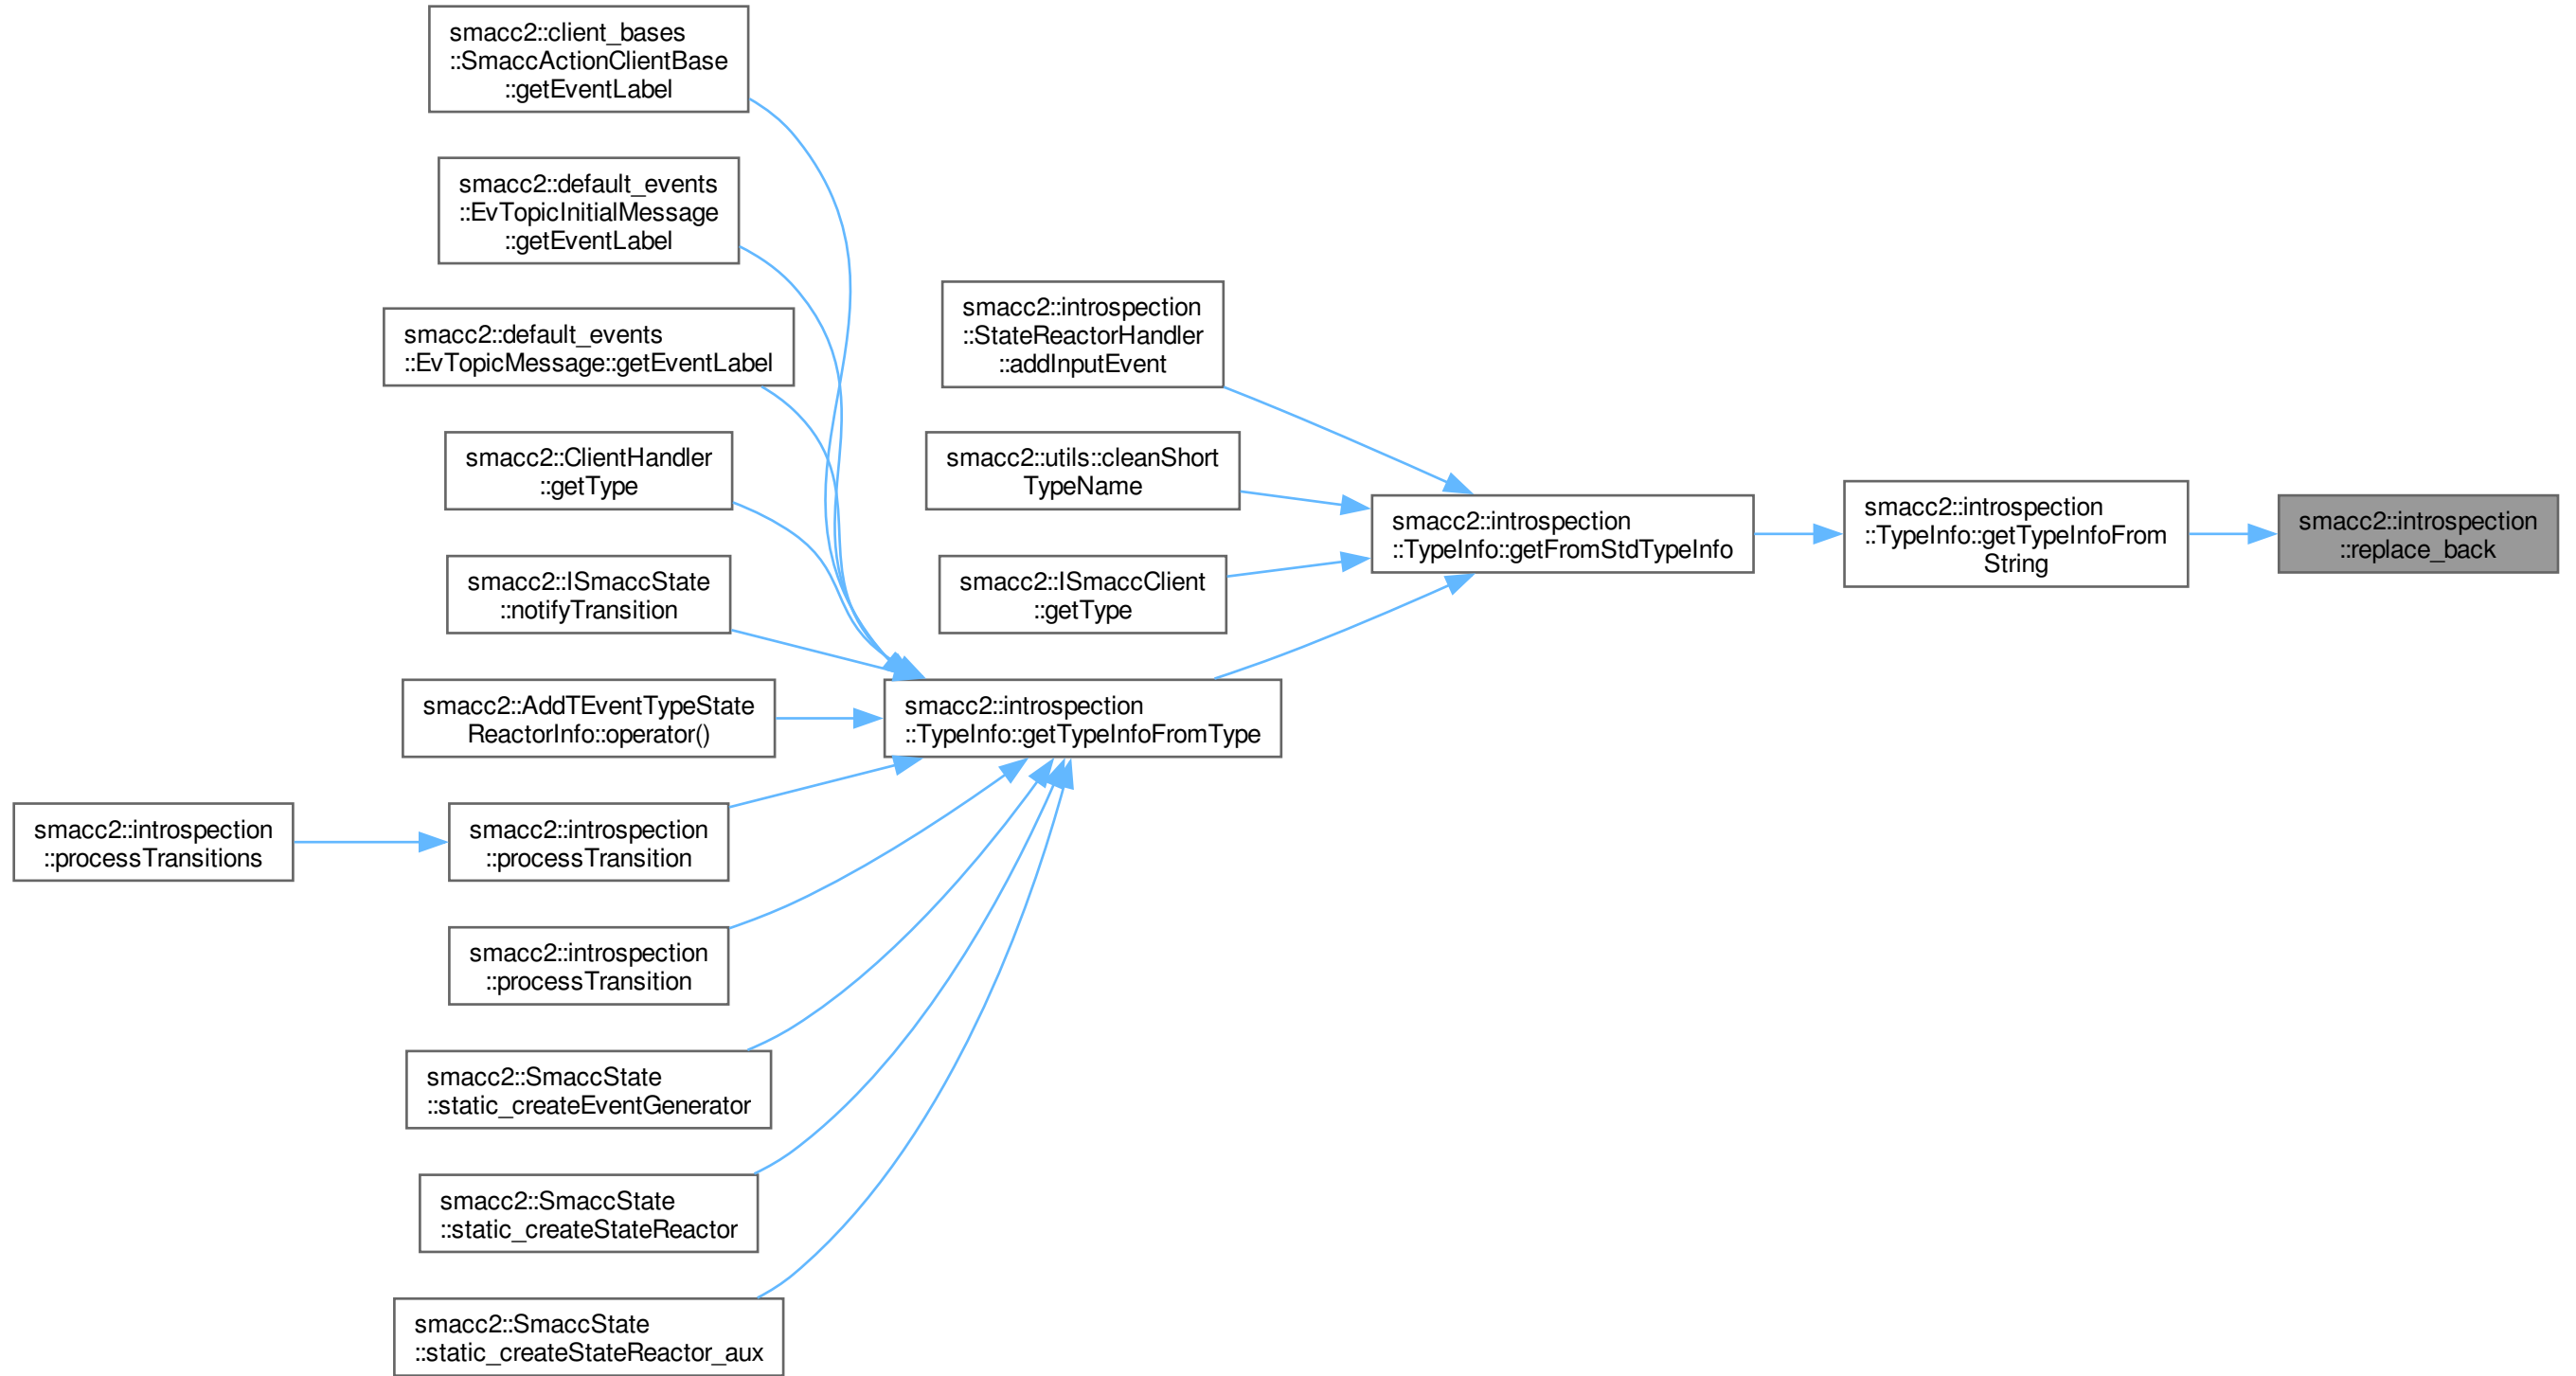 smacc2::client_bases
::SmaccActionClientBase
::getEventLabel
smacc2::default_events
::EvTopicInitialMessage
::getEventLabel
smacc2::default_events
::EvTopicMessage::getEventLabel
smacc2::ClientHandler
::getType
smacc2::ISmaccState
::notifyTransition
smacc2::AddTEventTypeState
ReactorInfo::operator()
smacc2::introspection
::processTransitions
smacc2::introspection
::processTransition
smacc2::introspection
::processTransition
smacc2::SmaccState
::static_createEventGenerator
smacc2::SmaccState
::static_createStateReactor
smacc2::SmaccState
::static_createStateReactor_aux
smacc2::introspection
::StateReactorHandler
::addInputEvent
smacc2::utils::cleanShort
TypeName
smacc2::ISmaccClient
::getType
smacc2::introspection
::TypeInfo::getTypeInfoFromType
smacc2::introspection
::TypeInfo::getFromStdTypeInfo
smacc2::introspection
::TypeInfo::getTypeInfoFrom
String
smacc2::introspection
::replace_back